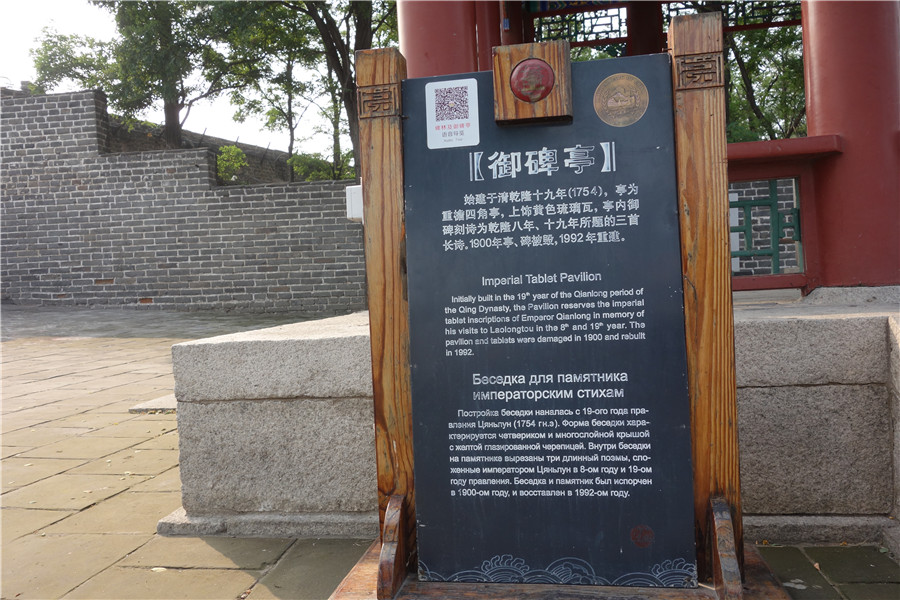 【御碑亭】
始建于清乾隆十九年(1754)，亭为
重檐四角亭，上饰黄色琉璃瓦，亭内御
碑刻诗为乾隆八年、十九年所题的三首
长诗。1900年亭、碑被毁，1992年重建。
Imperial Tablet Pavilion
Initially built in the 19th year of the Qianlong period of
the Qing Dynasty, the Pavilion reserves the imperial
tablet inscriptions of Emperor Qianlong in memory of
his visits to Laolongtou in the 8th and 19th year. The
pavilion and tablets were damaged in 1900 and rebuilt
in 1992.
Беседка для памятника
императорским стихам
Постройка беседки наналась с 19-ого года пра-
вления Цяньлун (1754 гн.э). Форма беседки хара-
ктеризуется четвериком и многослойной крышой
с желтой глазированной черепицей. Внутри беседки
на памятнике вырезаны три длинный поэмы, сло-
женные императором Цяньлун в 8-ом году и 19-ом
году правления. Беседка и памятник был испорчен
в 1900-ом году, и восставлен в 1992-ом году.